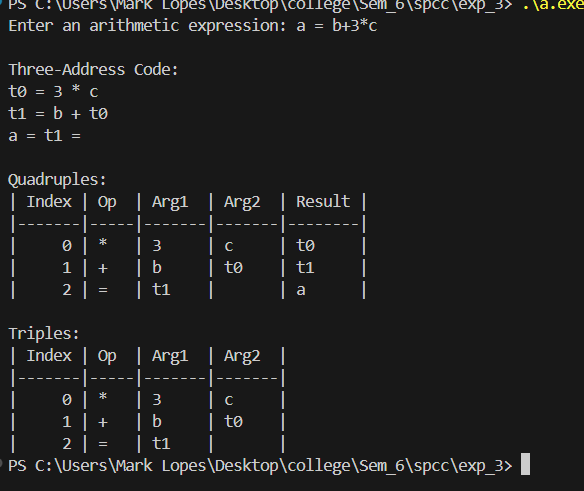 PS C:\Users\Mark Lopes\Desktop\college\Sem_6\spcc\exp_3> .\a.exe
Enter an arithmetic expression: a = b+3*c
Three-Address Code:
t0 = 3 * c
t1 = b + t0
a = t1 =
Quadruples:
| Index | Op  | Arg1  | Arg2  | Result |
|-------|-----|-------|-------|--------|
|     0 | *   | 3     | c     | t0     |
|     1 | +   | b     | t0    | t1     |
|     2 | =   | t1    |       | a      |
Triples:
| Index | Op  | Arg1  | Arg2  |
|-------|-----|-------|-------|
|     0 | *   | 3     | c     |
|     1 | +   | b     | t0    |
|     2 | =   | t1    |       |
PS C:\Users\Mark Lopes\Desktop\college\Sem_6\spcc\exp_3>